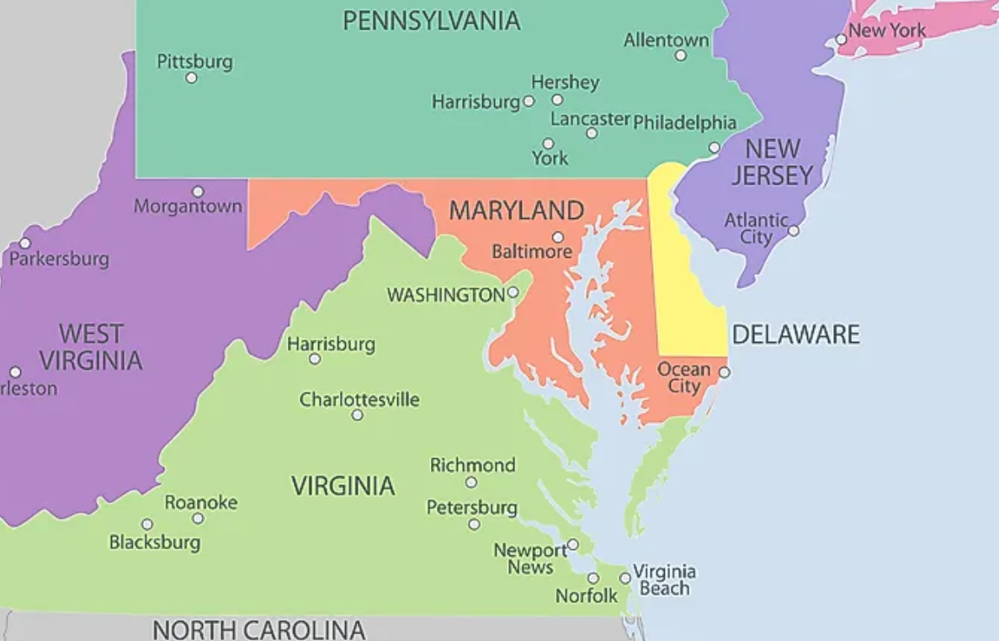 PENNSYLVANIA
New York
Allentown
Pittsburg
Hershey
Harrisburg
Lancaster
Philadelphia
York
NEW
JERSEY
Morgantown
MARYLAND
Atlantic
City
Parkersburg
Baltimore
WASHINGTON
WEST
VIRGINIA
DELAWARE
Harrisburg
Ocean
City
rleston
Charlottesville
Richmond
VIRGINIA
Roanoke
Petersburg
Blacksburg
Newport
News
Virginia
Beach
Norfolk
NORTH CAROLINA